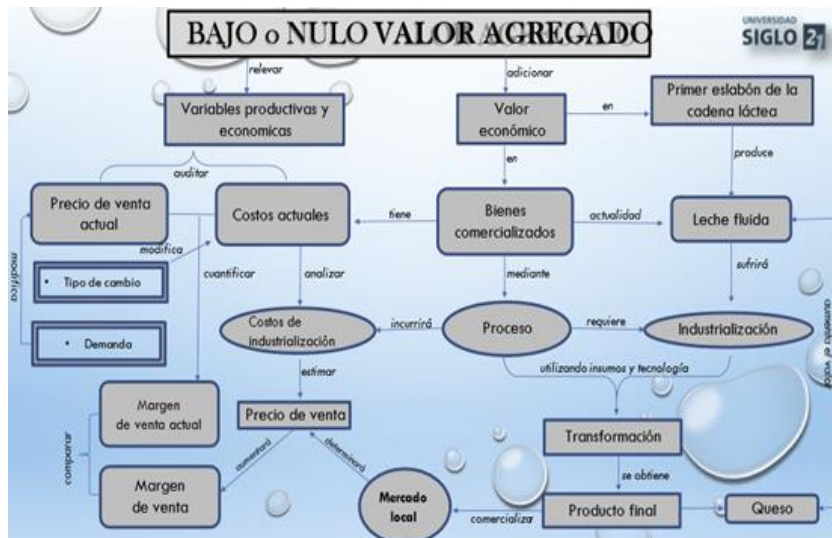 BAJO o NULO VALOR AGREGADO
UNIVERSIDAD
SIGLO 21
relevar
adicionar
Variables productivas y
economicas
Valor
económico
en
Primer eslabón de la
cadena láctea
auditar
en
produce
Precio de venta
actual
Costos actuales
tiene
Bienes
comercializados
actualidad
Leche fluida
modifica
modifica
Tipo de cambio
cuantificar
analizar
mediante
sufrirá
Demanda
Costos de
industrialización
incurrirá
Proceso
requiere
Industrialización
aumenta el valor
estimar
utilizando insumos y tecnología
Margen
de venta actual
Precio de venta
Transformación
comparar
aumentará
determinará
se obtiene
Margen
de venta
Mercado
local
comercializa
Producto final
Queso